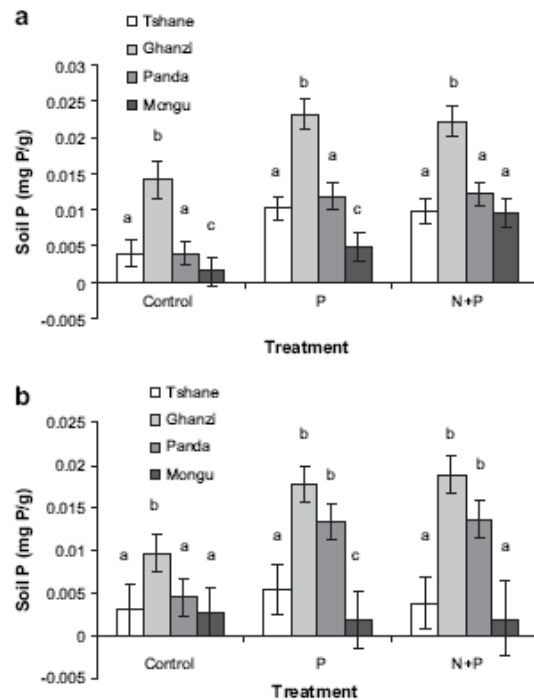 a
Tshane
Ghanzi
Panda
Mongu
0.03
0.025
0.02
0.015
0.01
0.005
0
-0.005
Soil P (mg P/g)
a b a c
a b a c
a b a a
Control P N+P
Treatment
b
Tshane
Ghanzi
Panda
Mongu
0.025
0.02
0.015
0.01
0.005
0
-0.005
Soil P (mg P/g)
a b a a
a b b c
a b b a
Control P N+P
Treatment